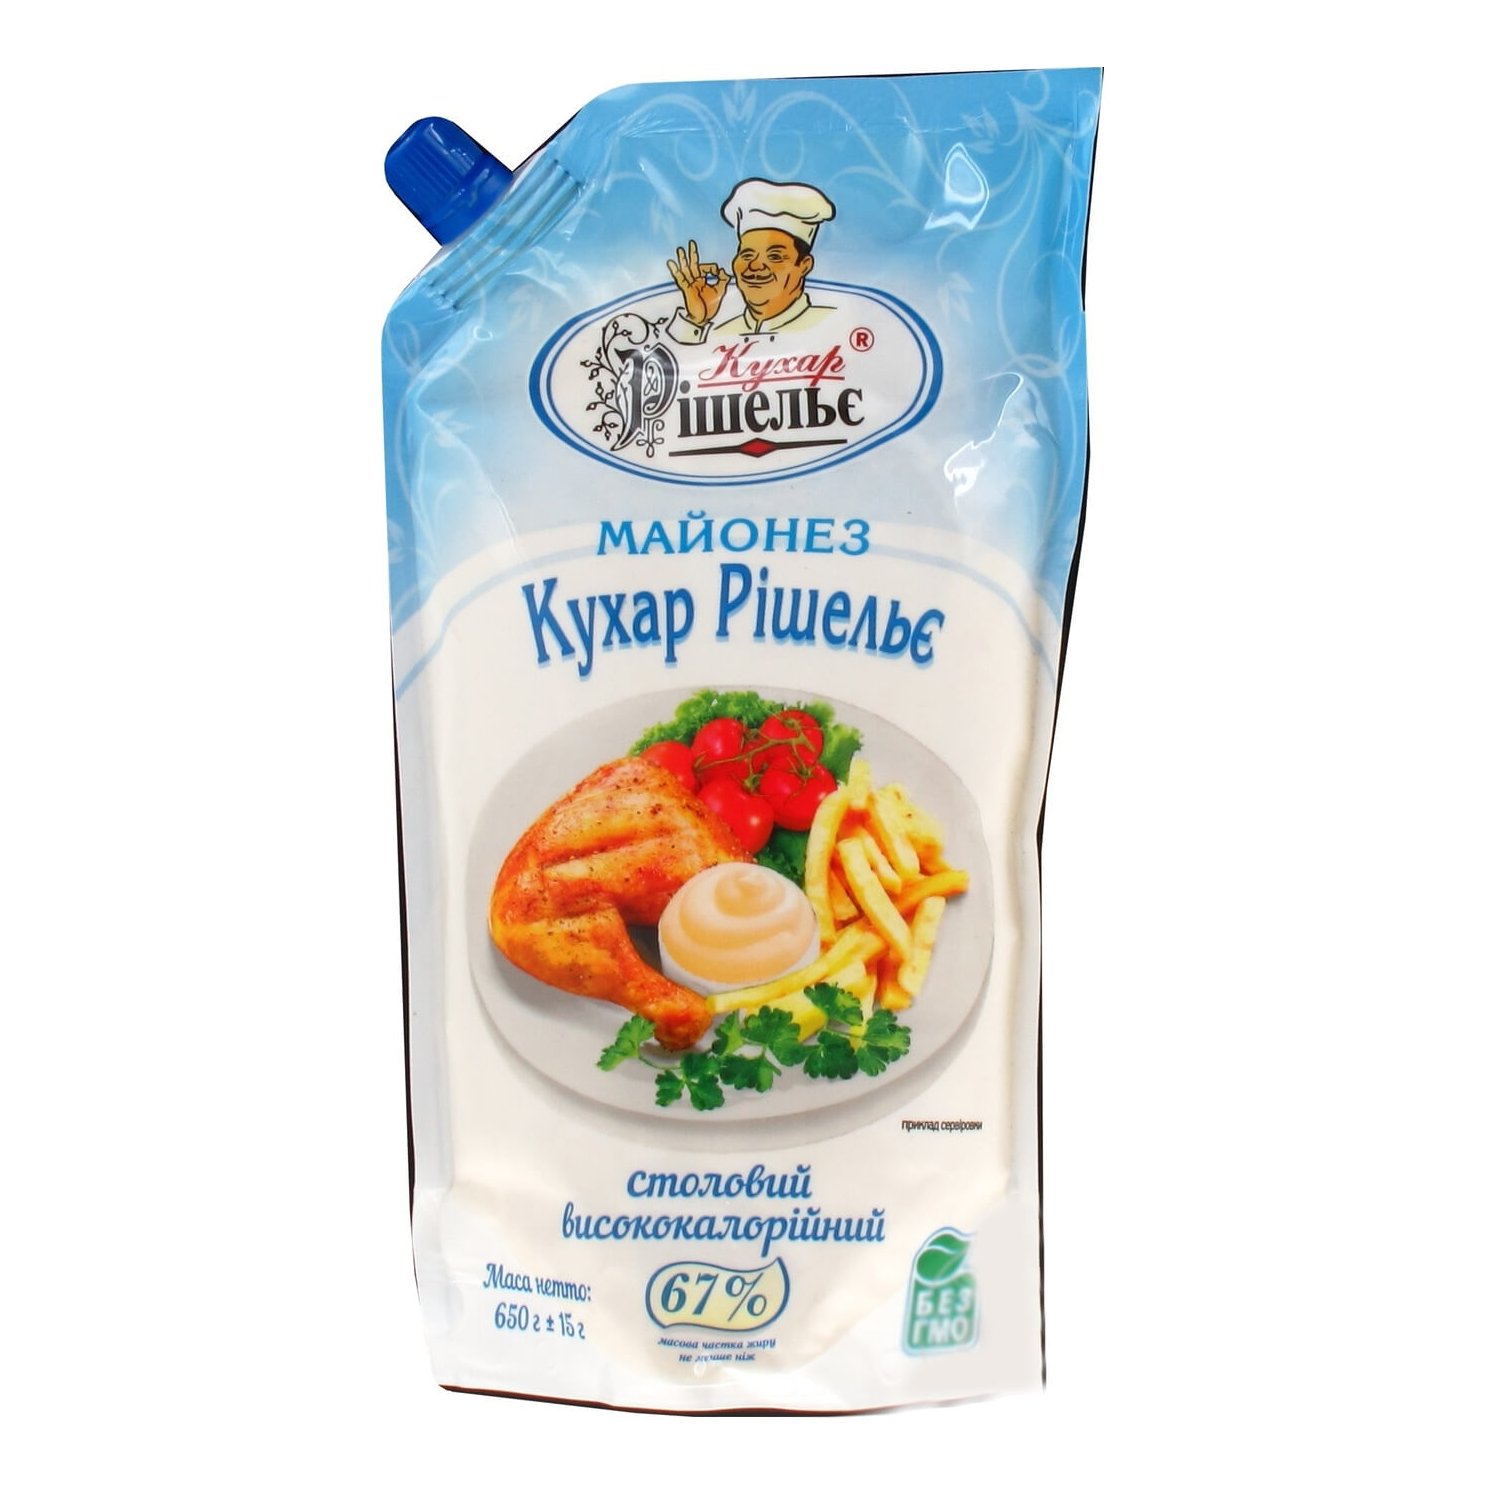 Кухар®
Рішельє
МАЙОНЕЗ
Кухар Рішельє
приклад сервіровки
столовий
висококалорійний
Маса нетто:
650 г ± 15 г
67%
масова частка жиру
не менше ніж
БЕЗ
ГМО